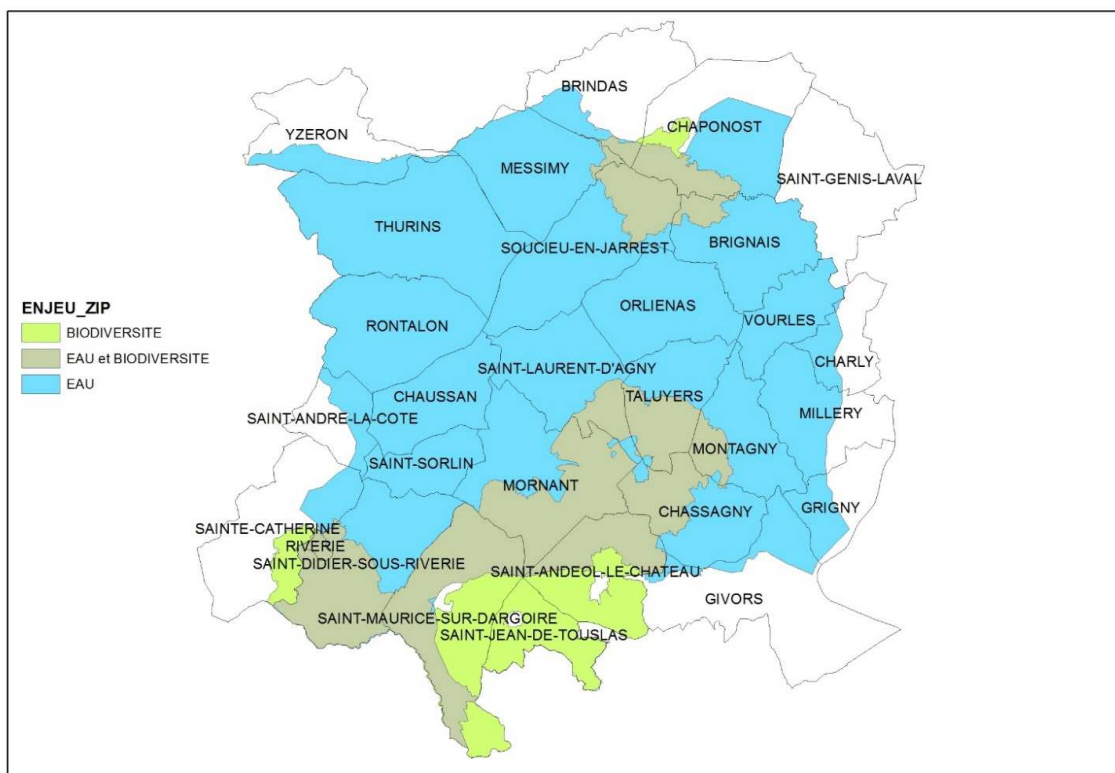 BRINDAS
YZERON
CHAPONOST
MESSIMY
SAINT-GENIS-LAVAL
THURINS
SOUCIEU-EN-JARREST
BRIGNAIS
ENJEU_ZIP
BIODIVERSITE
EAU et BIODIVERSITE
EAU
ORLIENAS
RONTALON
VOURLES
CHARLY
SAINT-LAURENT-D'AGNY
CHAUSSAN
TALUYERS
MILLERY
SAINT-ANDRE-LA-COTE
SAINT-SORLIN
MONTAGNY
MORNANT
CHASSAGNY
GRIGNY
SAINTE-CATHERINE
RIVERIE
SAINT-DIDIER-SOUS-RIVERIE
SAINT-ANDEOL-LE-CHATEAU
GIVORS
SAINT-MAURICE-SUR-DARGOIRE
SAINT-JEAN-DE-TOUSLAS